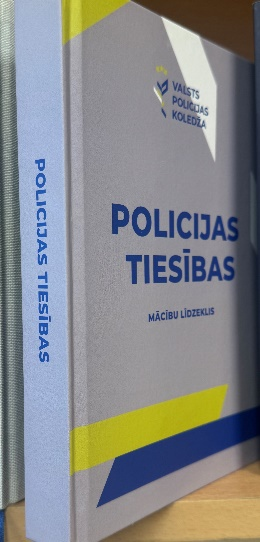 POLICIJAS TIESĪBAS
VALSTS
POLICIJAS
KOLEDŽA
POLICIJAS
TIESĪBAS
MĀCĪBU LĪDZEKLIS